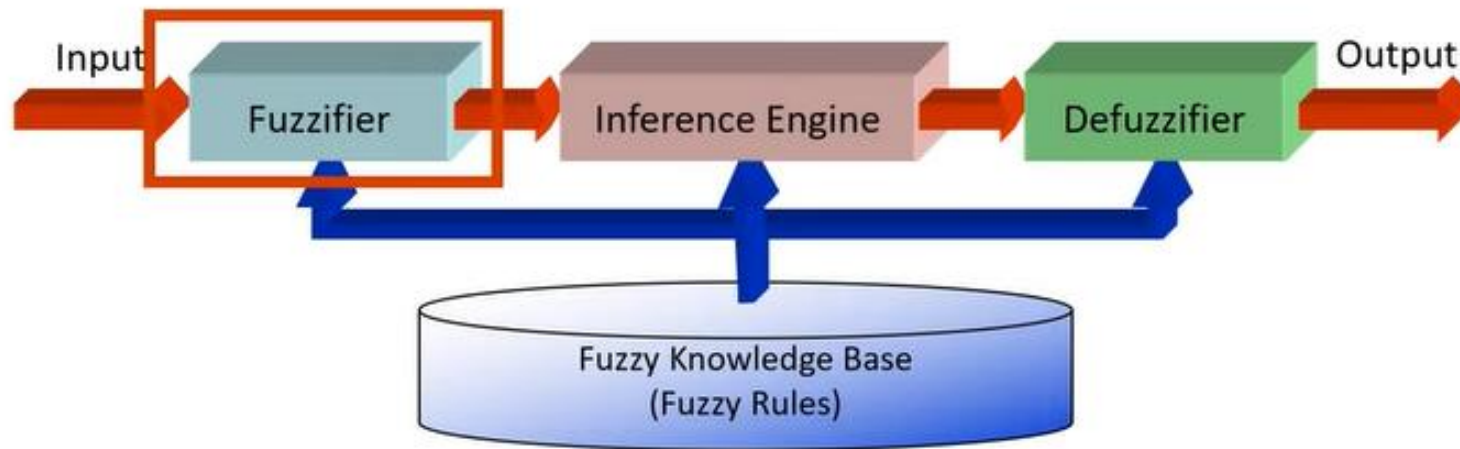 Input
Fuzzifier
Inference Engine
Defuzzifier
Output
Fuzzy Knowledge Base
(Fuzzy Rules)